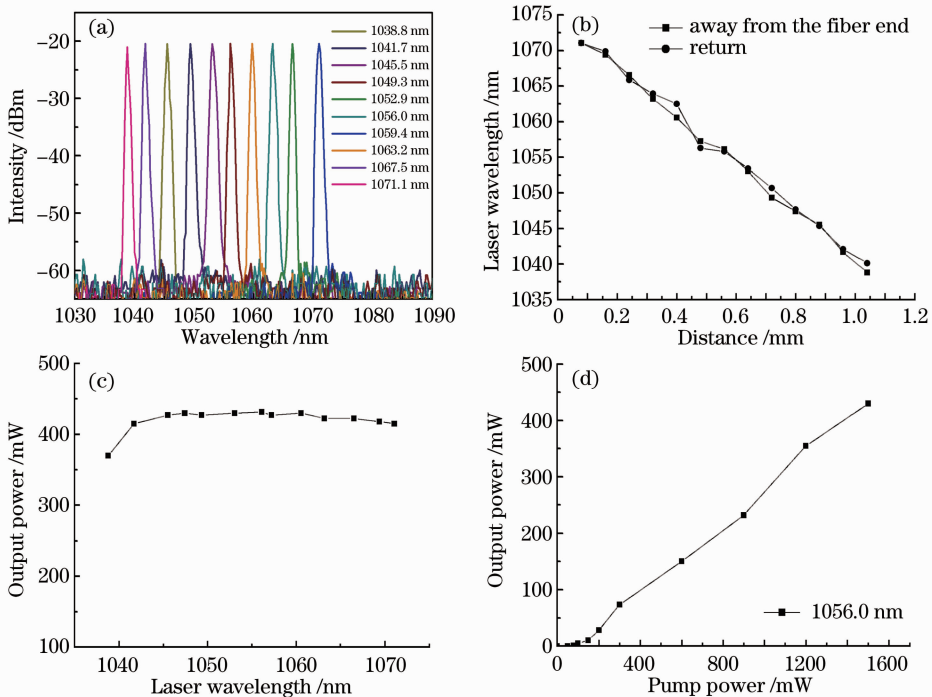 (a)
1038.8 nm
1041.7 nm
1045.5 nm
1049.3 nm
1052.9 nm
1056.0 nm
1059.4 nm
1063.2 nm
1067.5 nm
1071.1 nm
−20
−30
−40
−50
−60
Intensity /dBm
1030 1040 1050 1060 1070 1080 1090
Wavelength /nm
(b)
away from the fiber end
return
1075
1070
1065
1060
1055
1050
1045
1040
1035
Laser wavelength /nm
0 0.2 0.4 0.6 0.8 1.0 1.2
Distance /mm
(c)
500
400
300
200
100
Output power /mW
1040 1050 1060 1070
Laser wavelength /nm
(d)
500
400
300
200
100
0
Output power /mW
1056.0 nm
400 800 1200 1600
Pump power /mW